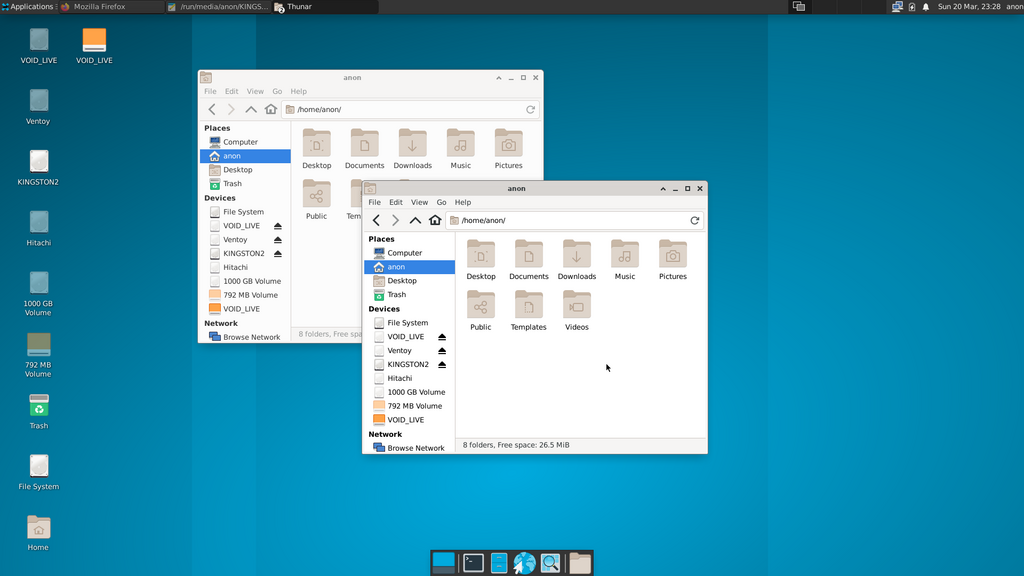 Applications
Mozilla Firefox
/run/media/anon/KINGS...
2
Thunar
Sun 20 Mar, 23:28
anon
VOID_LIVE
VOID_LIVE
Ventoy
KINGSTON2
Hitachi
1000 GB
Volume
792 MB
Volume
Trash
File System
Home
anon
File Edit View Go Help
/home/anon/
Places
Computer
anon
Desktop
Trash
Devices
File System
VOID_LIVE
Ventoy
KINGSTON2
Hitachi
1000 GB Volume
792 MB Volume
VOID_LIVE
Network
Browse Network
Desktop Documents Downloads Music Pictures
Public Tem
8 folders, Free spa
anon
File Edit View Go Help
/home/anon/
Places
Computer
anon
Desktop
Trash
Devices
File System
VOID_LIVE
Ventoy
KINGSTON2
Hitachi
1000 GB Volume
792 MB Volume
VOID_LIVE
Network
Browse Network
Desktop Documents Downloads Music Pictures
Public Templates Videos
8 folders, Free space: 26.5 MiB